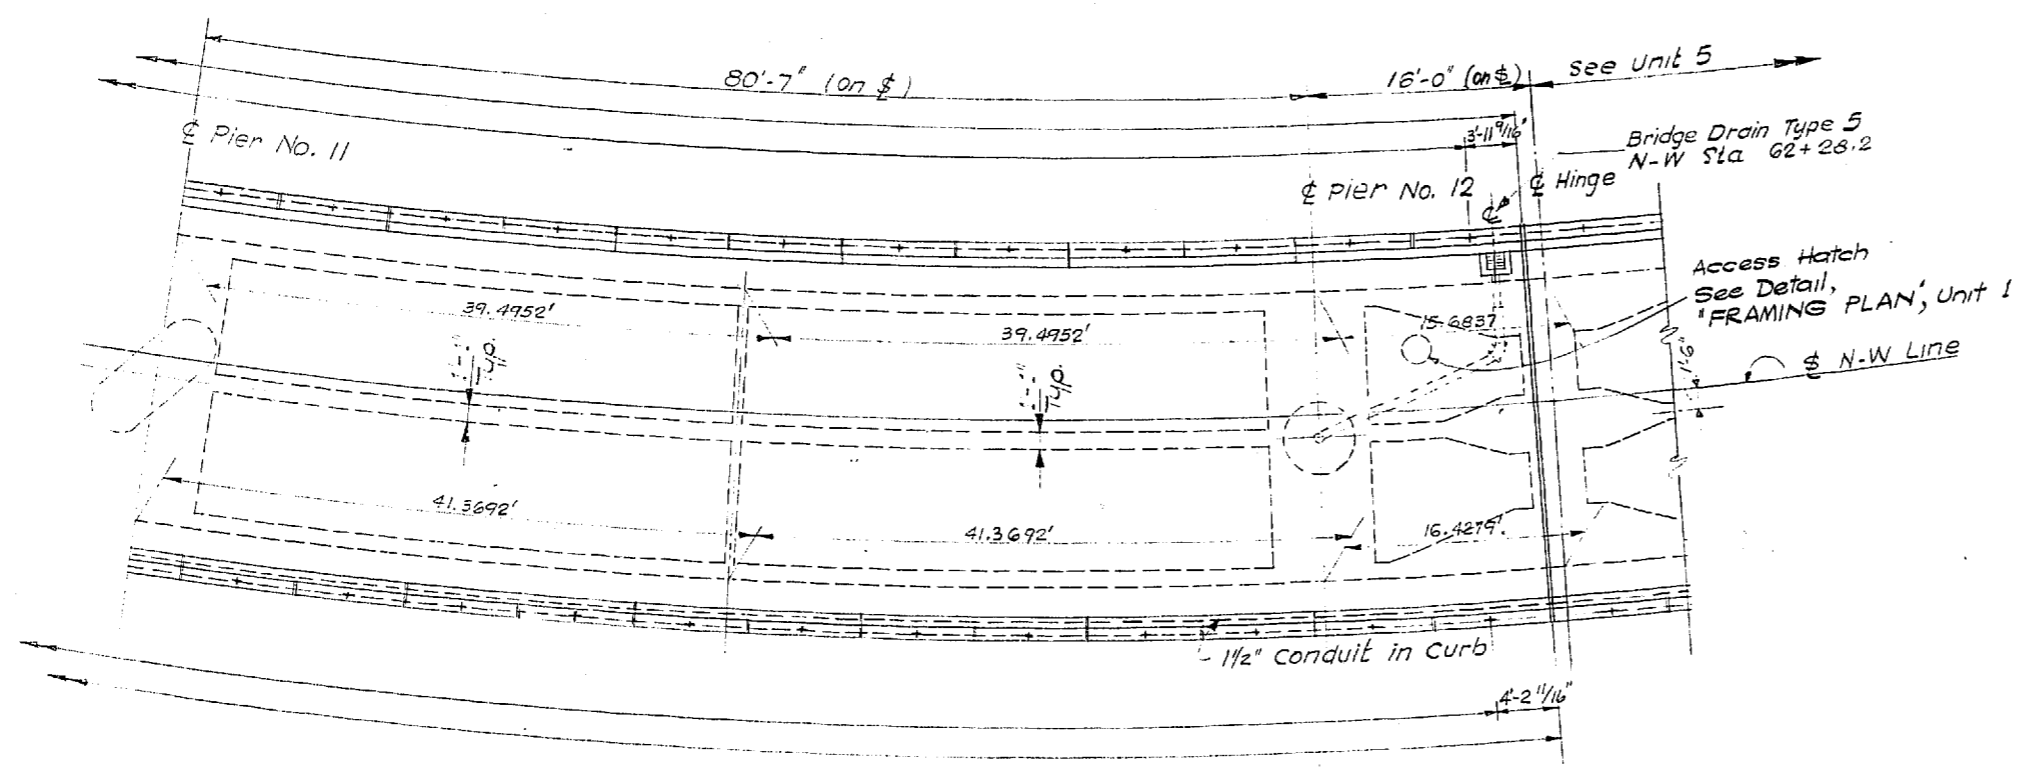 80'-7" (on ⅊)
16'-0" (on ⅊)
See Unit 5
3'-11 9/16"
Bridge Drain Type 5
N-W Sta 62+28.2
℄ Pier No. 11
℄ Pier No. 12
℄ Hinge
℄
Access Hatch
See Detail,
"FRAMING PLAN", Unit 1
39.4952'
39.4952'
15.6837
Typ.
Typ.
1'-9"
⅊ N-W Line
41.3692'
41.3692'
16.4279'
1½" Conduit in Curb
4'-2 11/16"